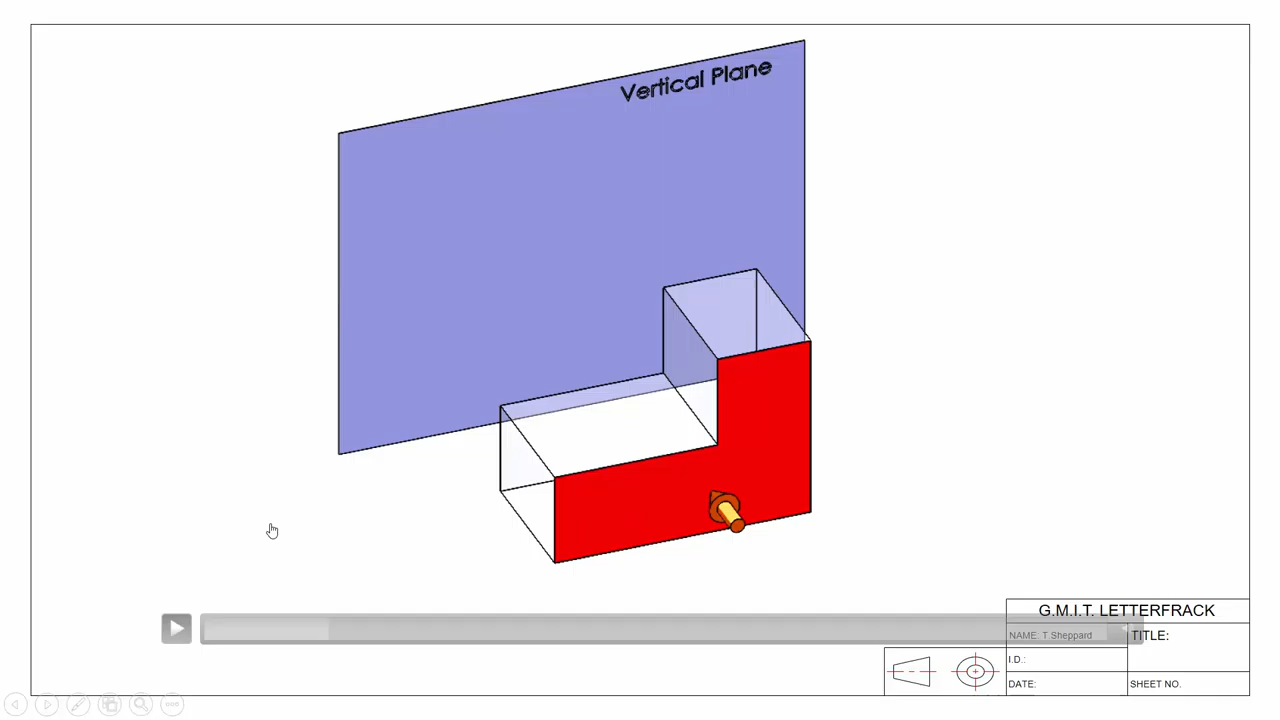 Vertical Plane
G.M.I.T. LETTERFRACK
NAME: T Sheppard
TITLE:
I.D.:
DATE:
SHEET NO.